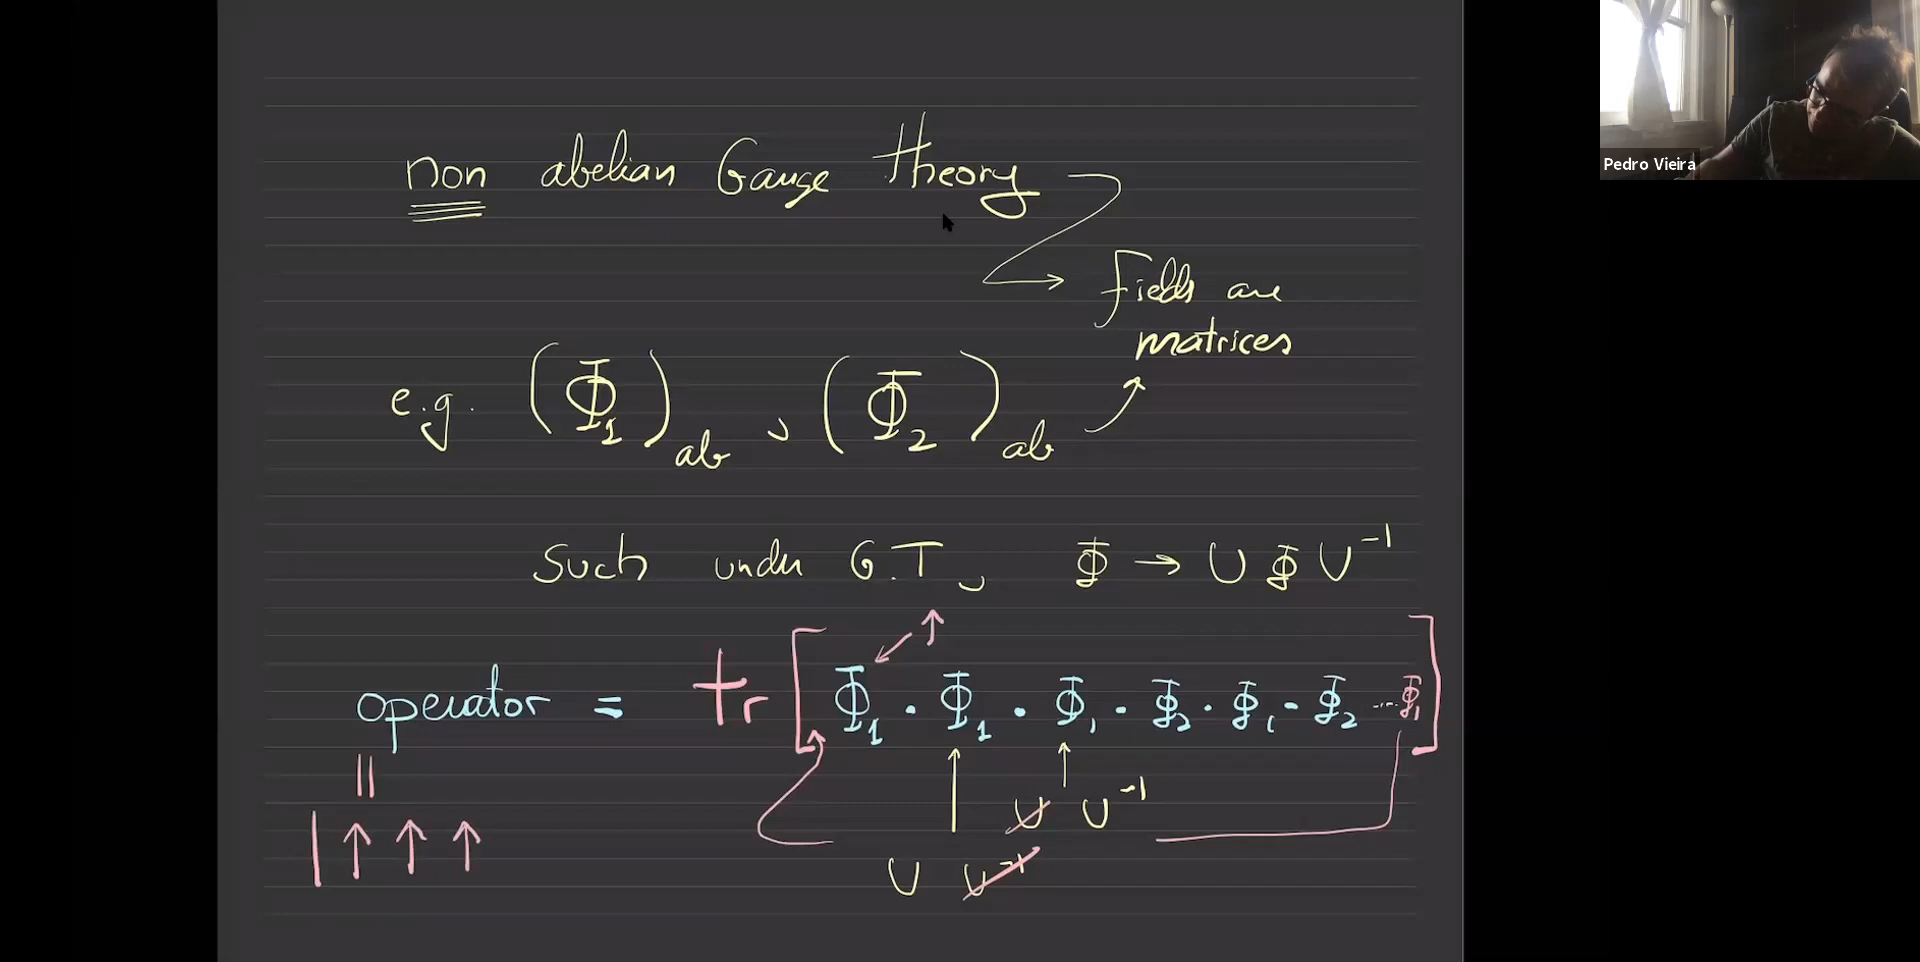 non abelian Gauge theory
Pedro Vieira
fields are
matrices
e.g. (Φ₁)ab , (Φ₂)ab
Such under G.T, Φ → U Φ U⁻¹
operator = tr [Φ₁ · Φ₁ · Φ₁ · Φ₂ · Φ₁ · Φ₂ ... Φ₁]
U U⁻¹
U U⁻¹
|↑ ↑ ↑